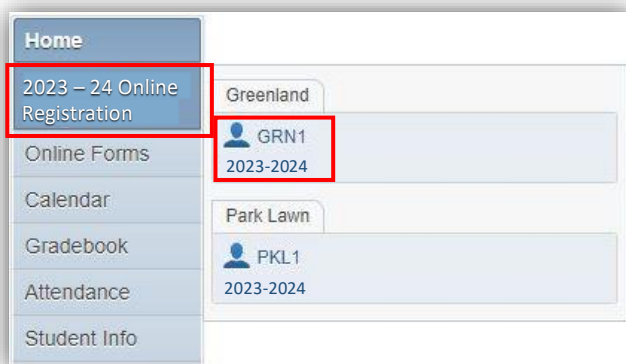 Home
2023 – 24 Online
Registration
Online Forms
Calendar
Gradebook
Attendance
Student Info
Greenland
GRN1
2023-2024
Park Lawn
PKL1
2023-2024